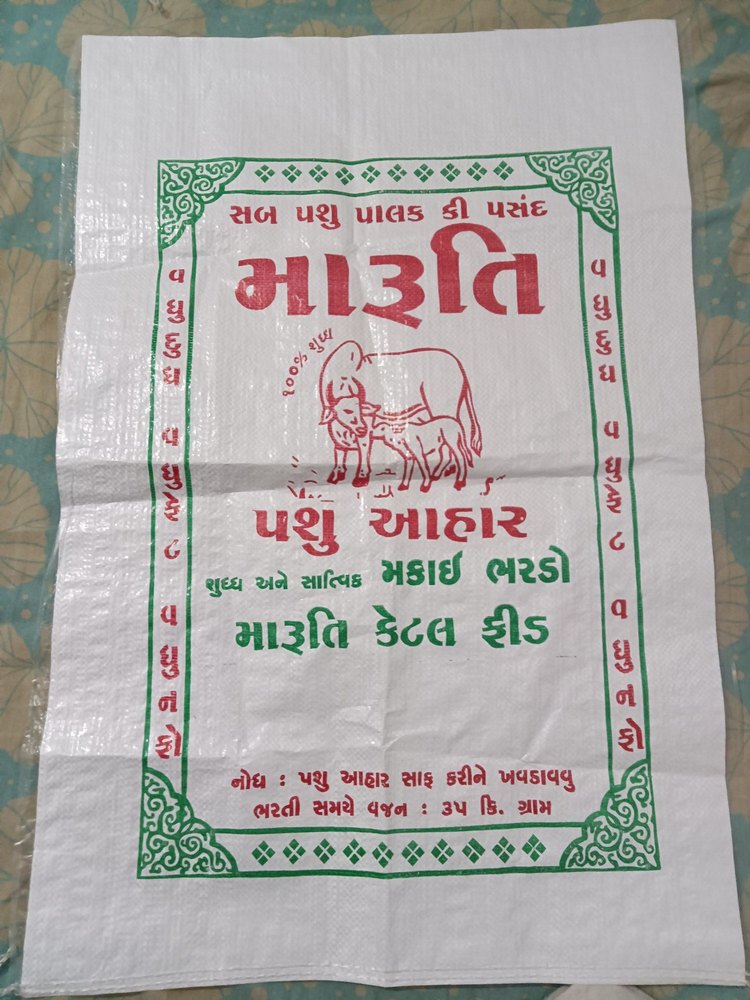 સબ પશુ પાલક કી પસંદ
મારૂતિ
૧૦૦% શુધ્ધ
પશુ આહાર
શુધ્ધ અને સાત્વિક મકાઇ ભરડો
મારૂતિ કેટલ ફીડ
નોધ : પશુ આહાર સાફ કરીને ખવડાવવુ
ભરતી સમયે વજન : ૩૫ કિ. ગ્રામ
વધુ દુધ
વધુ ફેટ
વધુ નફો
વધુ દુધ
વધુ ફેટ
વધુ નફો